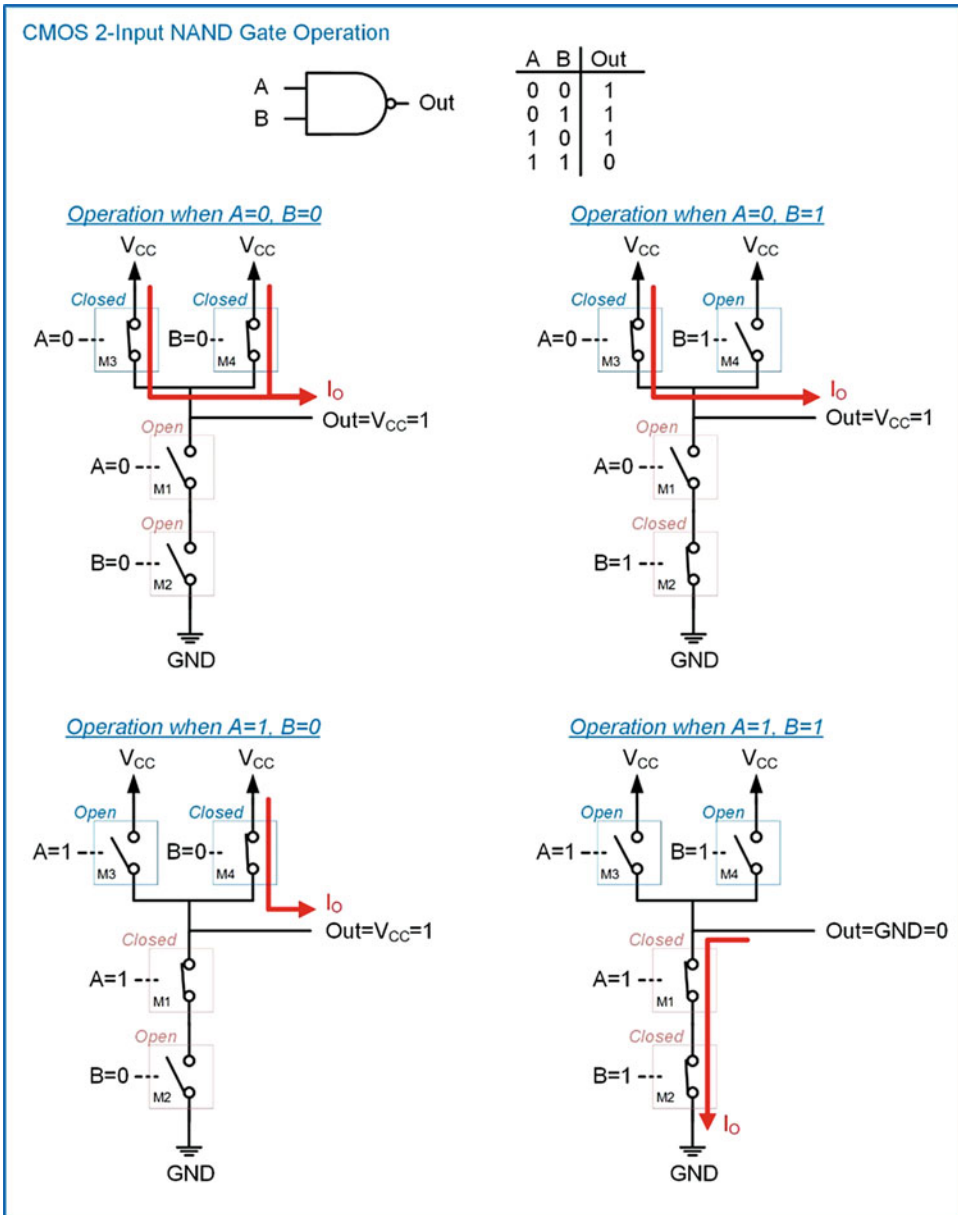 CMOS 2-Input NAND Gate Operation
A
B
Out
A B Out
0 0 1
0 1 1
1 0 1
1 1 0
Operation when A=0, B=0
VCC VCC
Closed Closed
A=0 B=0
M3 M4
IO
Out=VCC=1
Open
A=0
M1
Open
B=0
M2
GND
Operation when A=0, B=1
VCC VCC
Closed Open
A=0 B=1
M3 M4
IO
Out=VCC=1
Open
A=0
M1
Closed
B=1
M2
GND
Operation when A=1, B=0
VCC VCC
Open Closed
A=1 B=0
M3 M4
IO
Out=VCC=1
Closed
A=1
M1
Open
B=0
M2
GND
Operation when A=1, B=1
VCC VCC
Open Open
A=1 B=1
M3 M4
Out=GND=0
Closed
A=1
M1
Closed
B=1
M2
IO
GND